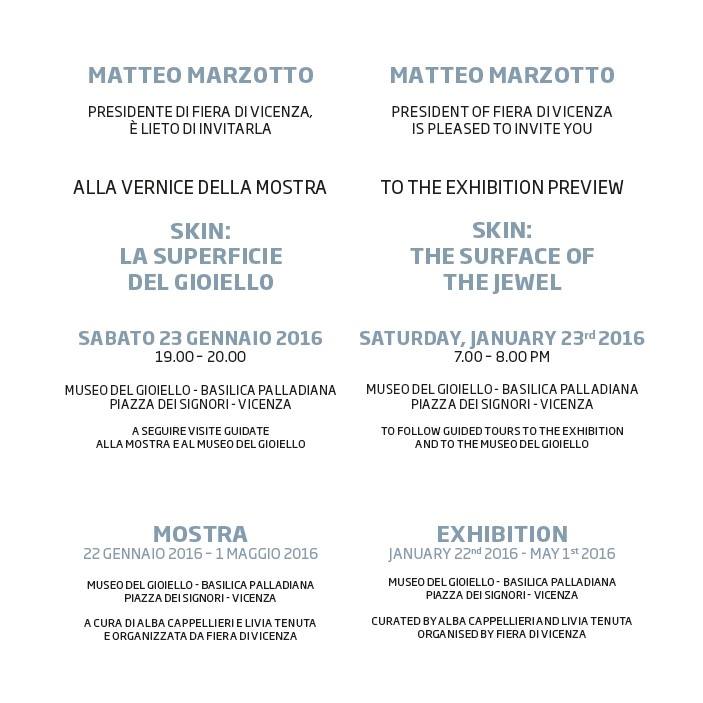 MATTEO MARZOTTO
PRESIDENTE DI FIERA DI VICENZA,
È LIETO DI INVITARLA
ALLA VERNICE DELLA MOSTRA
SKIN:
LA SUPERFICIE
DEL GIOIELLO
SABATO 23 GENNAIO 2016
19.00 – 20.00
MUSEO DEL GIOIELLO - BASILICA PALLADIANA
PIAZZA DEI SIGNORI - VICENZA
A SEGUIRE VISITE GUIDATE
ALLA MOSTRA E AL MUSEO DEL GIOIELLO
MOSTRA
22 GENNAIO 2016 – 1 MAGGIO 2016
MUSEO DEL GIOIELLO - BASILICA PALLADIANA
PIAZZA DEI SIGNORI - VICENZA
A CURA DI ALBA CAPPELLIERI E LIVIA TENUTA
E ORGANIZZATA DA FIERA DI VICENZA
MATTEO MARZOTTO
PRESIDENT OF FIERA DI VICENZA
IS PLEASED TO INVITE YOU
TO THE EXHIBITION PREVIEW
SKIN:
THE SURFACE OF
THE JEWEL
SATURDAY, JANUARY 23rd 2016
7.00 – 8.00 PM
MUSEO DEL GIOIELLO - BASILICA PALLADIANA
PIAZZA DEI SIGNORI - VICENZA
TO FOLLOW GUIDED TOURS TO THE EXHIBITION
AND TO THE MUSEO DEL GIOIELLO
EXHIBITION
JANUARY 22nd 2016 - MAY 1st 2016
MUSEO DEL GIOIELLO - BASILICA PALLADIANA
PIAZZA DEI SIGNORI - VICENZA
CURATED BY ALBA CAPPELLIERI AND LIVIA TENUTA
ORGANISED BY FIERA DI VICENZA